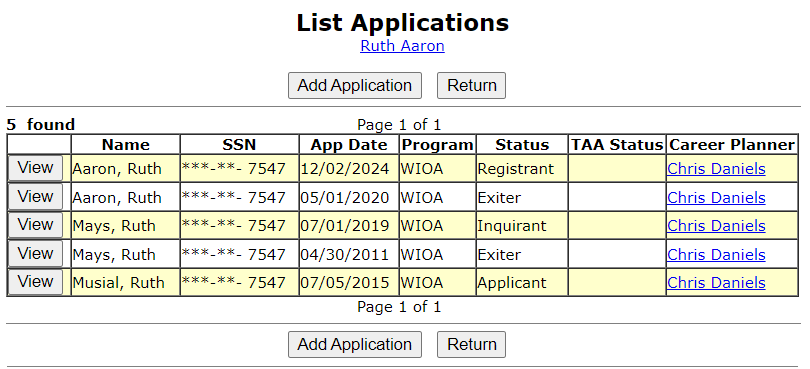 List Applications
Ruth Aaron
Add Application Return
5 found Page 1 of 1
Name SSN App Date Program Status TAA Status Career Planner
View Aaron, Ruth ***-**- 7547 12/02/2024 WIOA Registrant Chris Daniels
View Aaron, Ruth ***-**- 7547 05/01/2020 WIOA Exiter Chris Daniels
View Mays, Ruth ***-**- 7547 07/01/2019 WIOA Inquirant Chris Daniels
View Mays, Ruth ***-**- 7547 04/30/2011 WIOA Exiter Chris Daniels
View Musial, Ruth ***-**- 7547 07/05/2015 WIOA Applicant Chris Daniels
Page 1 of 1
Add Application Return